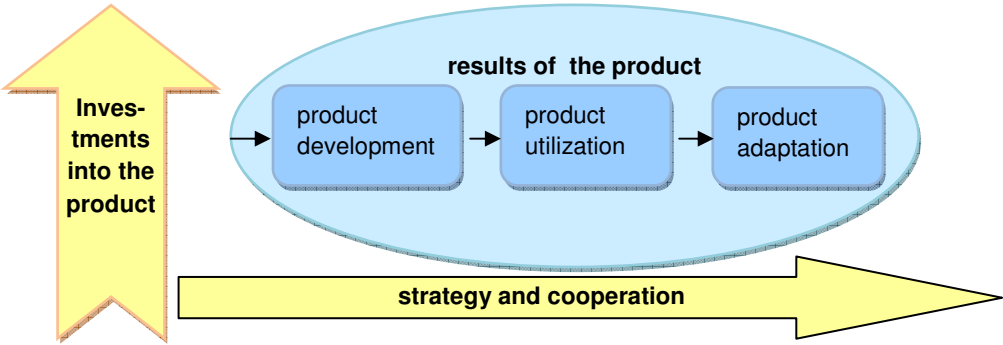 Inves-
tments
into the
product
results of the product
product
development
product
utilization
product
adaptation
strategy and cooperation